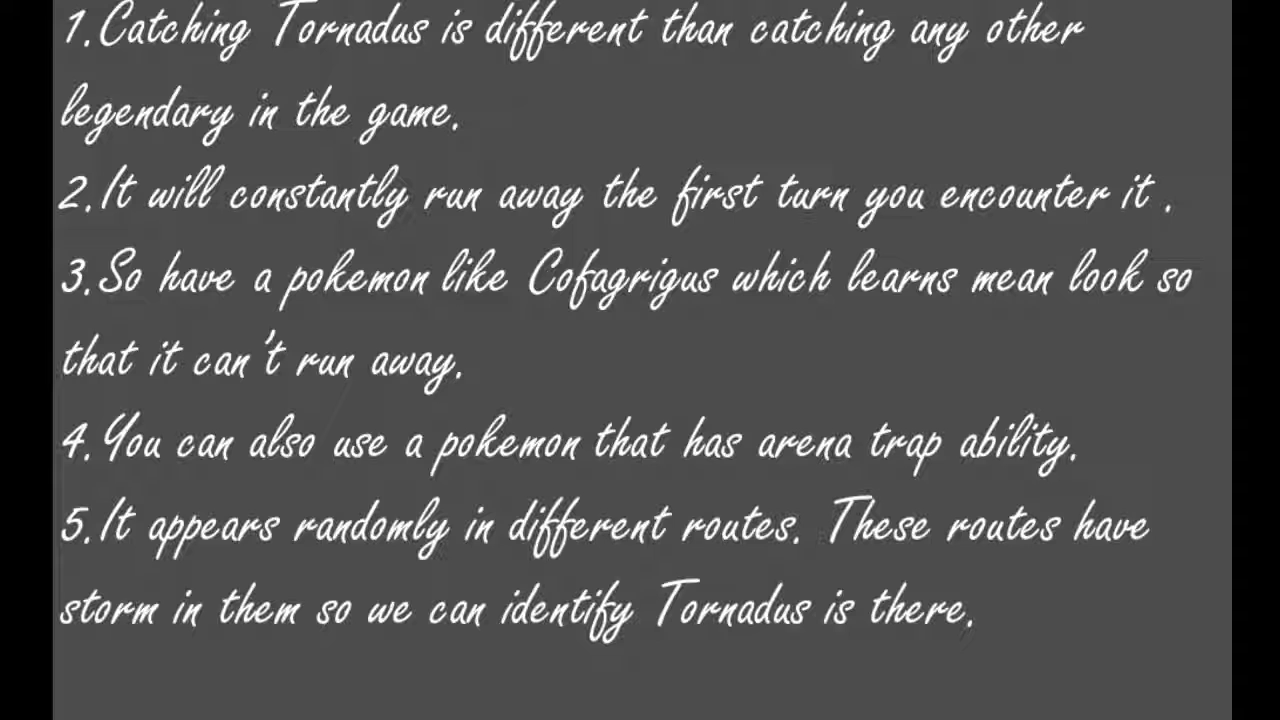 1.Catching Tornadus is different than catching any other
legendary in the game.
2.It will constantly run away the first turn you encounter it .
3.So have a pokemon like Cofagrigus which learns mean look so
that it can't run away.
4.You can also use a pokemon that has arena trap ability.
5.It appears randomly in different routes. These routes have
storm in them so we can identify Tornadus is there.